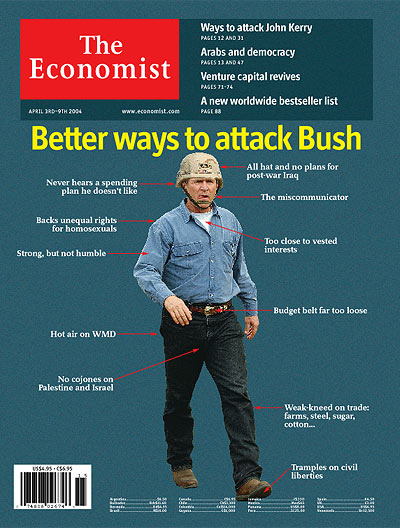 The
Economist
APRIL 3RD-9TH 2004
www.economist.com
Ways to attack John Kerry
PAGES 12 AND 31
Arabs and democracy
PAGES 13 AND 47
Venture capital revives
PAGES 71-74
A new worldwide bestseller list
PAGE 88
Better ways to attack Bush
All hat and no plans for
post-war Iraq
Never hears a spending
plan he doesn't like
The miscommunicator
Backs unequal rights
for homosexuals
Too close to vested
interests
Strong, but not humble
Budget belt far too loose
Hot air on WMD
No cojones on
Palestine and Israel
Weak-kneed on trade:
farms, steel, sugar,
cotton...
Tramples on civil
liberties
US$4.95 • C$6.95